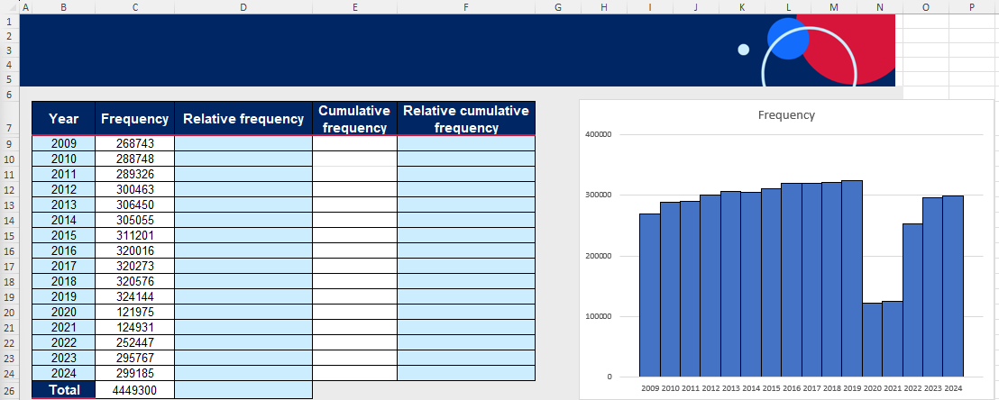 A B C D E F G H I J K L M N O P
1
2
3
4
5
6
7 Year Frequency Relative frequency Cumulative frequency Relative cumulative frequency
9 2009 268743
10 2010 288748
11 2011 289326
12 2012 300463
13 2013 306450
14 2014 305055
15 2015 311201
16 2016 320016
17 2017 320273
18 2018 320576
19 2019 324144
20 2020 121975
21 2021 124931
22 2022 252447
23 2023 295767
24 2024 299185
26 Total 4449300
Frequency
400000
300000
200000
100000
0
2009 2010 2011 2012 2013 2014 2015 2016 2017 2018 2019 2020 2021 2022 2023 2024